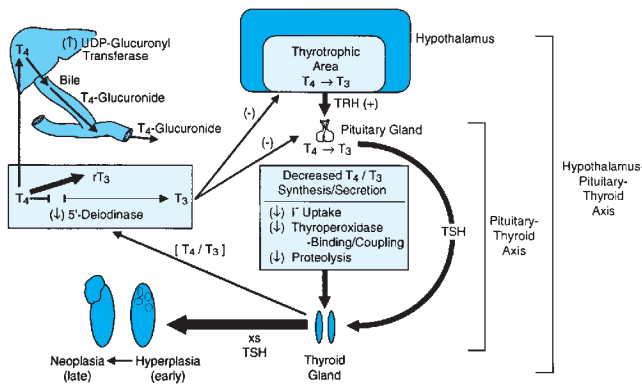 (↑) UDP-Glucuronyl
Transferase
T₄
Bile
T₄-Glucuronide
T₄-Glucuronide
Hypothalamus
Thyrotrophic
Area
T₄ → T₃
TRH (+)
(-)
(-)
Pituitary Gland
T₄ → T₃
rT₃
T₄
T₃
(↓) 5'-Deiodinase
Decreased T₄ / T₃
Synthesis/Secretion
(↓) I⁻ Uptake
(↓) Thyroperoxidase
-Binding/Coupling
(↓) Proteolysis
TSH
Pituitary-
Thyroid
Axis
Hypothalamus-
Pituitary-
Thyroid
Axis
[ T₄ / T₃ ]
xs
TSH
Thyroid
Gland
Neoplasia
(late)
Hyperplasia
(early)